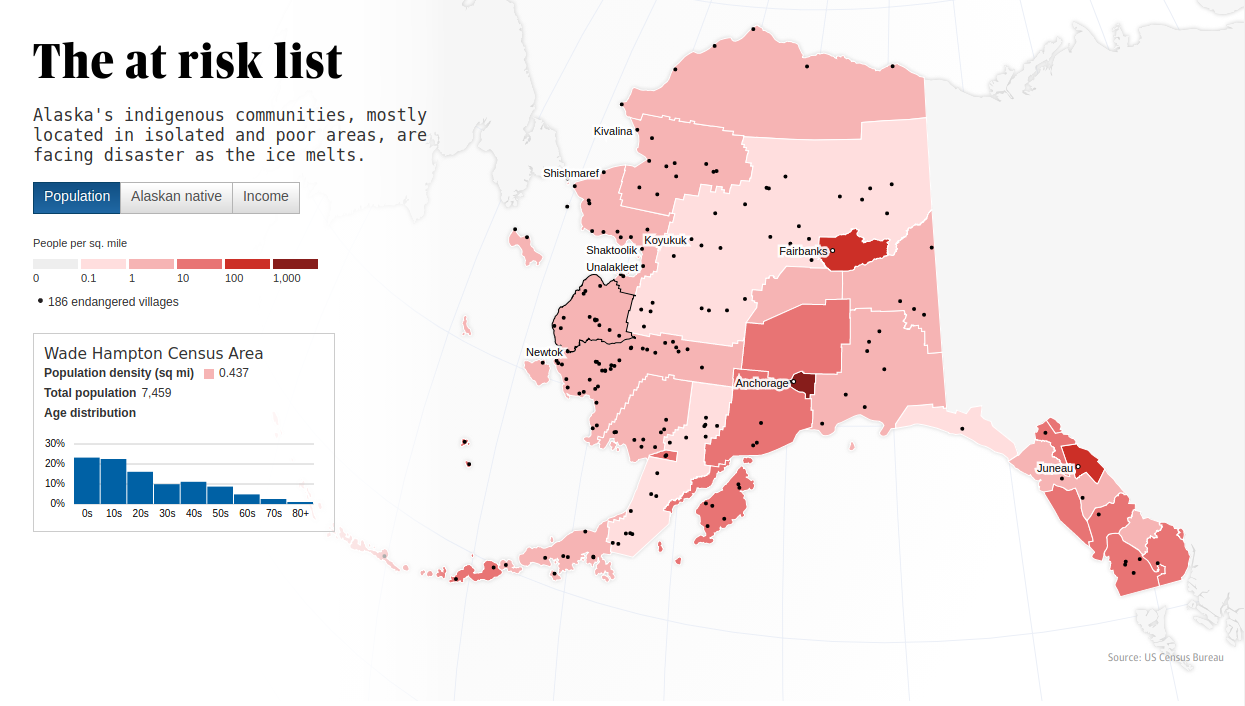 The at risk list
Alaska's indigenous communities, mostly
located in isolated and poor areas, are
facing disaster as the ice melts.
Population Alaskan native Income
People per sq. mile
0 0.1 1 10 100 1,000
186 endangered villages
Wade Hampton Census Area
Population density (sq mi) 0.437
Total population 7,459
Age distribution
30%
20%
10%
0%
0s 10s 20s 30s 40s 50s 60s 70s 80+
Kivalina
Shishmaref
Koyukuk
Shaktoolik
Fairbanks
Unalakleet
Newtok
Anchorage
Juneau
Source: US Census Bureau